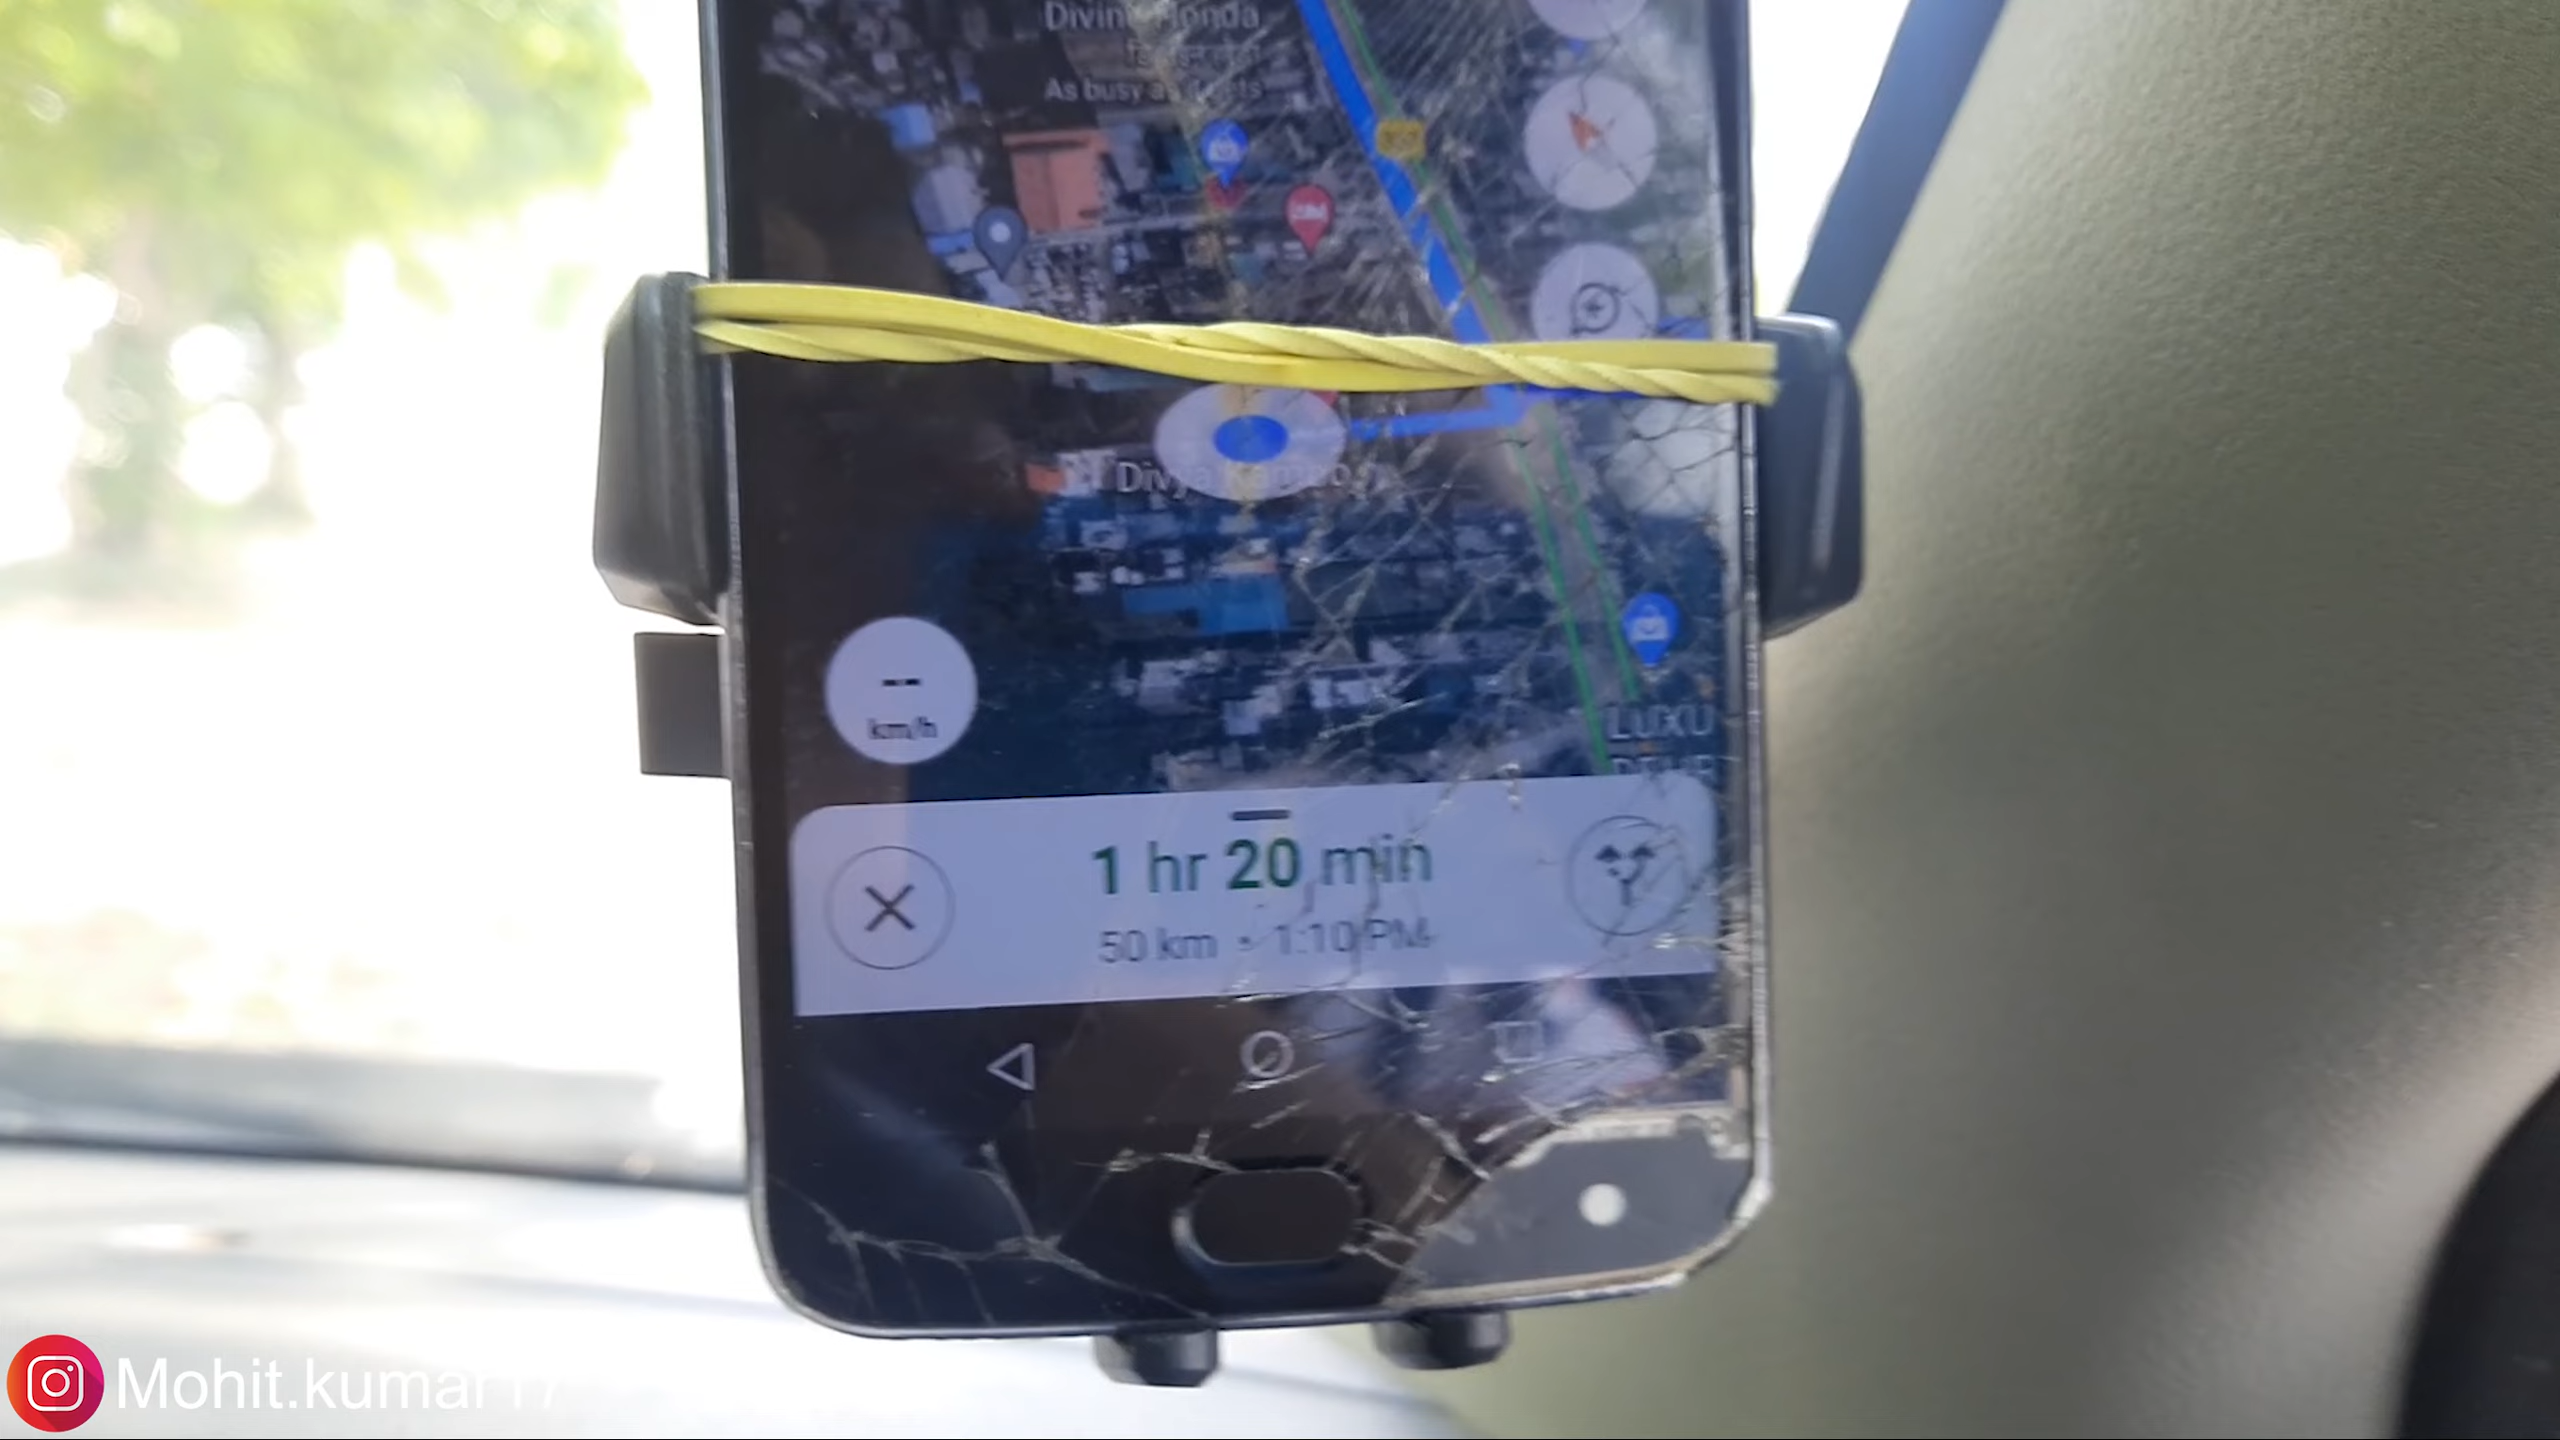 Divine Honda
As busy as it gets
Divya
--
km/h
LUXU
1 hr 20 min
50 km • 1:10 PM
Mohit.kumar17